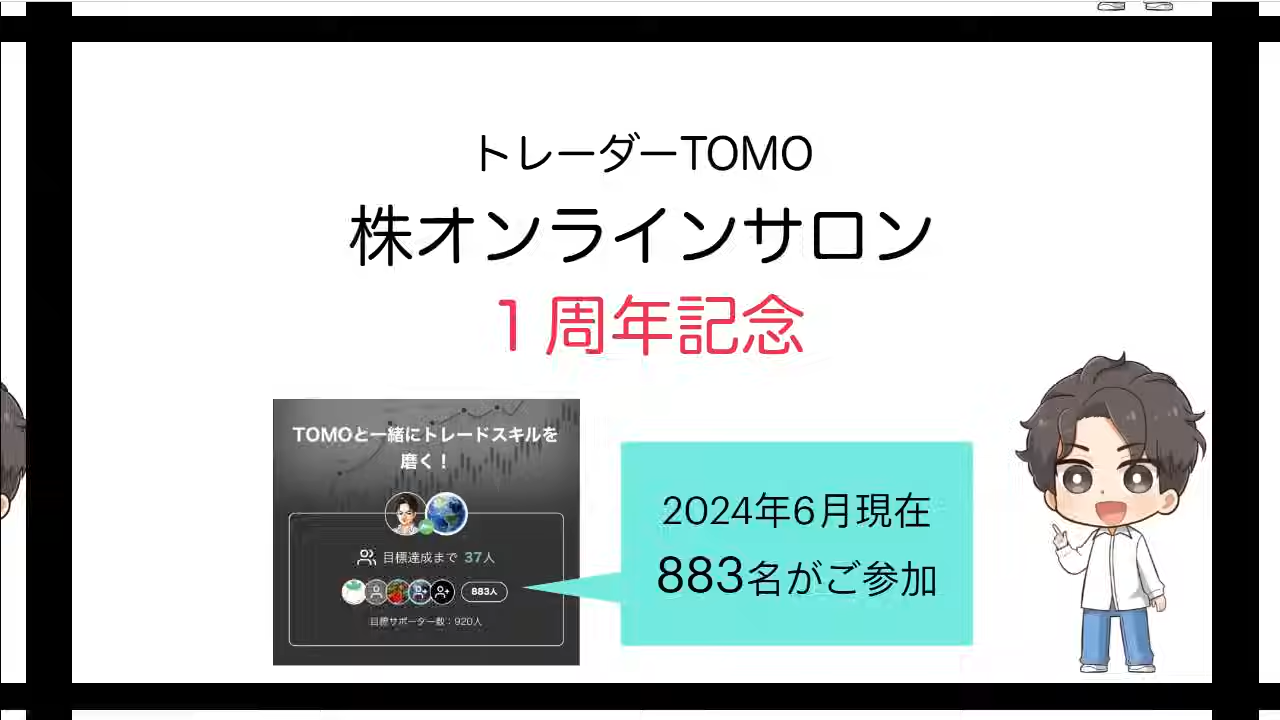 トレーダーTOMO
株オンラインサロン
１周年記念
TOMOと一緒にトレードスキルを
磨く！
目標達成まで 37人
883人
目標サポーター数：920人
2024年6月現在
883名がご参加